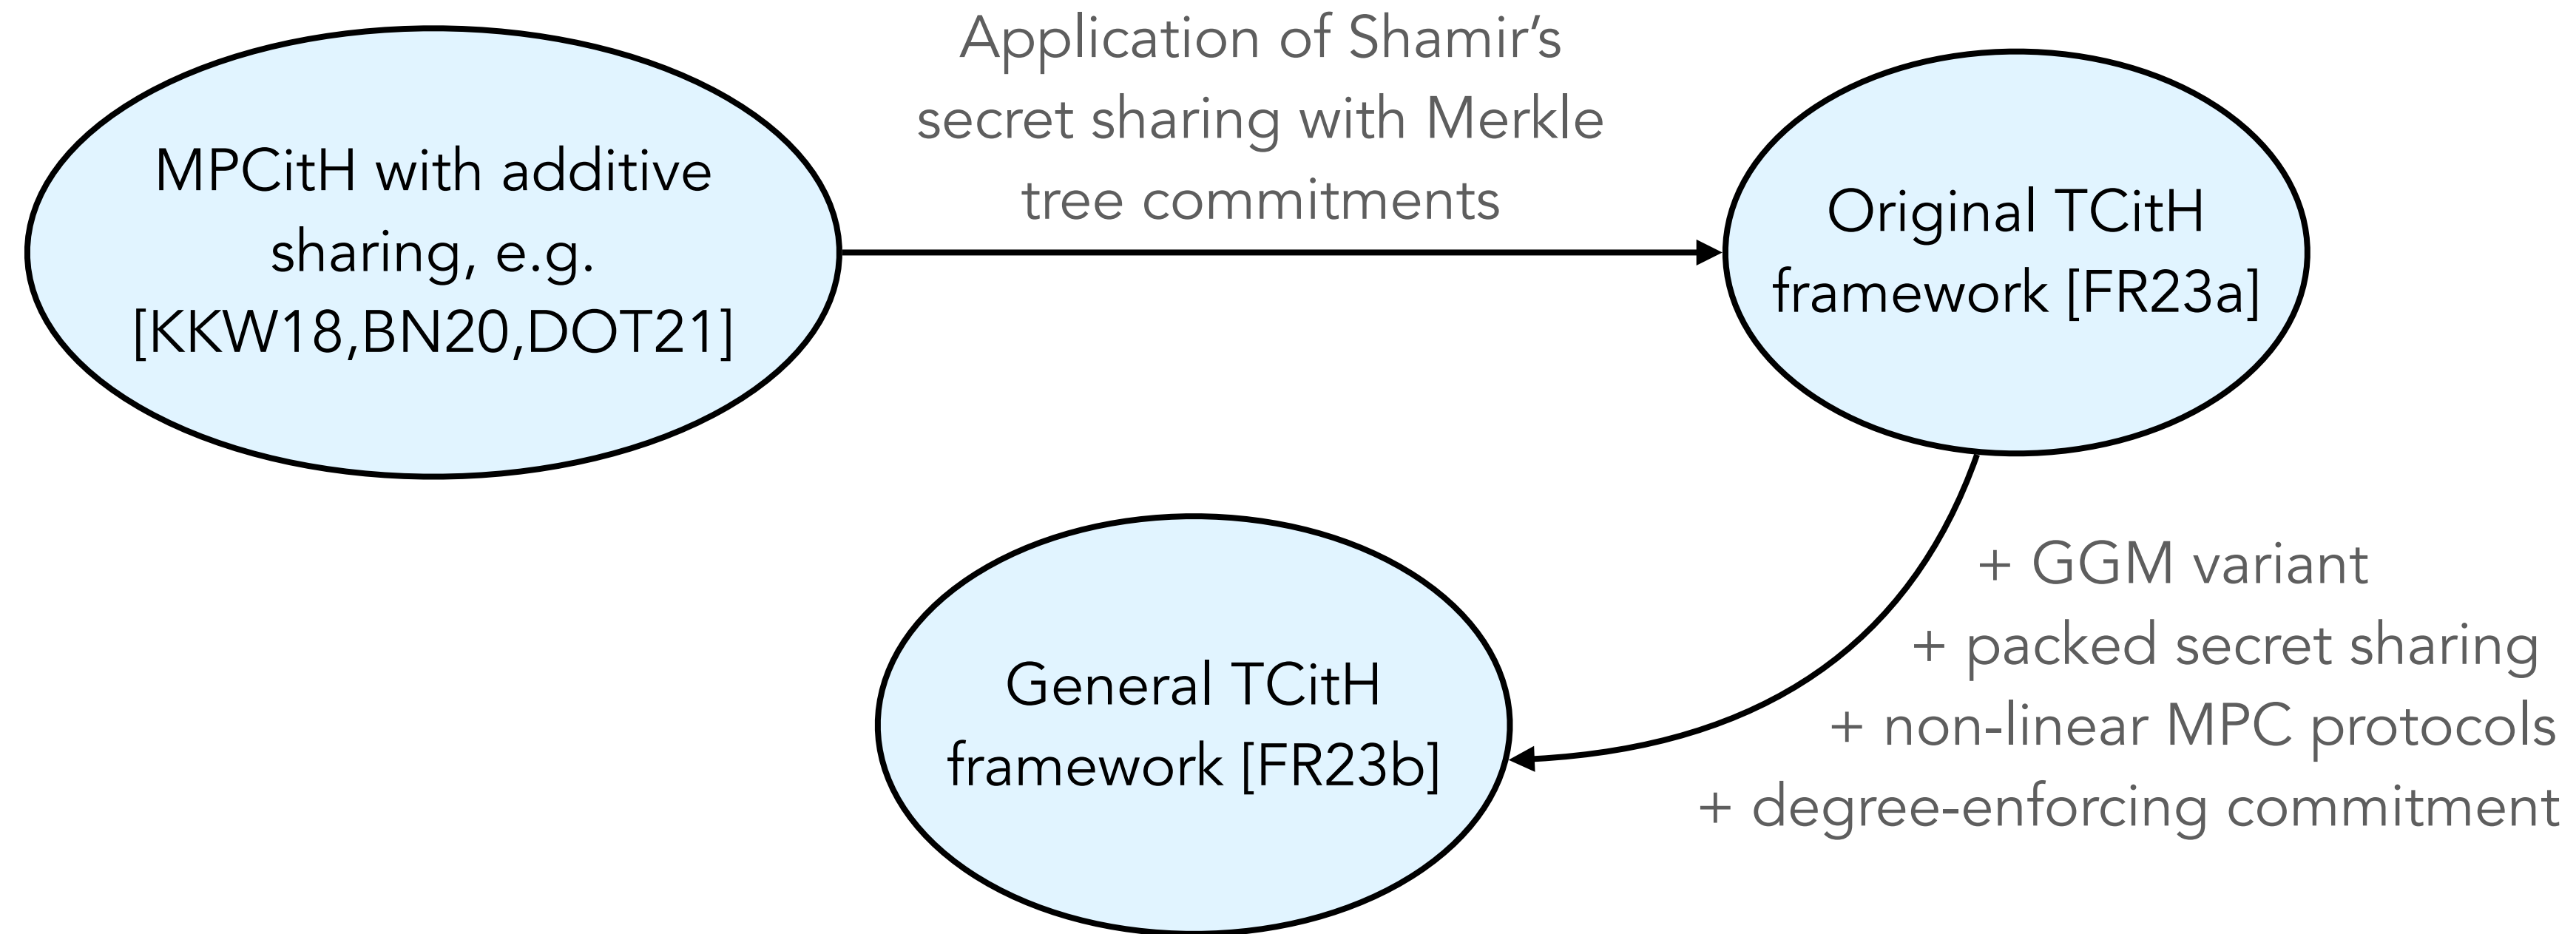 MPCitH with additive
sharing, e.g.
[KKW18,BN20,DOT21]
Application of Shamir’s
secret sharing with Merkle
tree commitments
Original TCitH
framework [FR23a]
+ GGM variant
+ packed secret sharing
+ non-linear MPC protocols
+ degree-enforcing commitment
General TCitH
framework [FR23b]